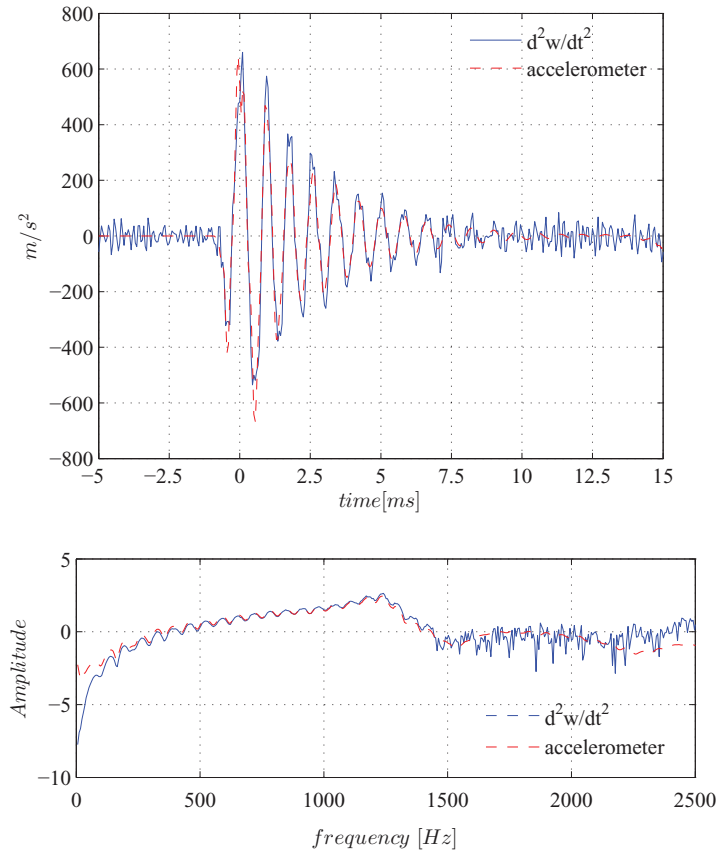 d²w/dt²
accelerometer
m/s²
800
600
400
200
0
−200
−400
−600
−800
−5 −2.5 0 2.5 5 7.5 10 12.5 15
time[ms]
Amplitude
5
0
−5
−10
d²w/dt²
accelerometer
0 500 1000 1500 2000 2500
frequency [Hz]